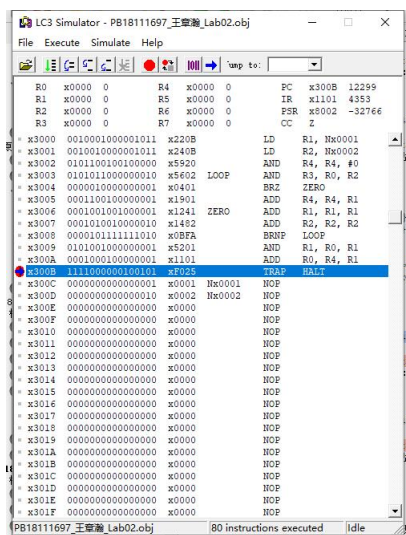 LC3 Simulator - PB18111697_王章瀚_Lab02.obj
File Execute Simulate Help
Jump to:
R0 x0000 0 R4 x0000 0 PC x300B 12299
R1 x0000 0 R5 x0000 0 IR x1101 4353
R2 x0000 0 R6 x0000 0 PSR x8002 -32766
R3 x0000 0 R7 x0000 0 CC Z
x3000 0010001000001011 x220B LD R1, Nx0001
x3001 0010010000001011 x240B LD R2, Nx0002
x3002 0101100100100000 x5920 AND R4, R4, #0
x3003 0101011000000010 x5602 LOOP AND R3, R0, R2
x3004 0000010000000001 x0401 BRZ ZERO
x3005 0001100100000001 x1901 ADD R4, R4, R1
x3006 0001001001000001 x1241 ZERO ADD R1, R1, R1
x3007 0001010010000010 x1482 ADD R2, R2, R2
x3008 0000101111111010 x0BFA BRNP LOOP
x3009 0101001000000001 x5201 AND R1, R0, R1
x300A 0001000100000001 x1101 ADD R0, R4, R1
x300B 1111000000100101 xF025 TRAP HALT
x300C 0000000000000001 x0001 Nx0001 NOP
x300D 0000000000000010 x0002 Nx0002 NOP
x300E 0000000000000000 x0000 NOP
x300F 0000000000000000 x0000 NOP
x3010 0000000000000000 x0000 NOP
x3011 0000000000000000 x0000 NOP
x3012 0000000000000000 x0000 NOP
x3013 0000000000000000 x0000 NOP
x3014 0000000000000000 x0000 NOP
x3015 0000000000000000 x0000 NOP
x3016 0000000000000000 x0000 NOP
x3017 0000000000000000 x0000 NOP
x3018 0000000000000000 x0000 NOP
x3019 0000000000000000 x0000 NOP
x301A 0000000000000000 x0000 NOP
x301B 0000000000000000 x0000 NOP
x301C 0000000000000000 x0000 NOP
x301D 0000000000000000 x0000 NOP
x301E 0000000000000000 x0000 NOP
x301F 0000000000000000 x0000 NOP
PB18111697_王章瀚_Lab02.obj 80 instructions executed Idle